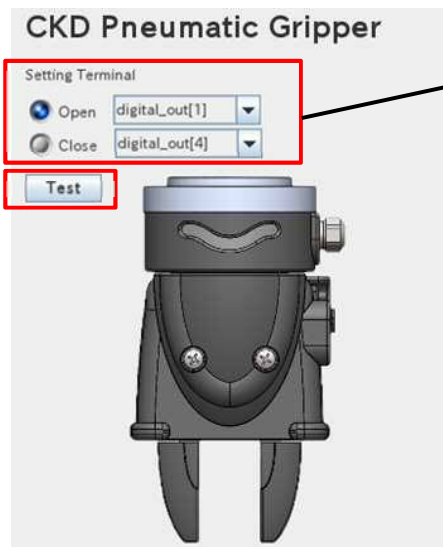 CKD Pneumatic Gripper
Setting Terminal
Open digital_out[1]
Close digital_out[4]
Test